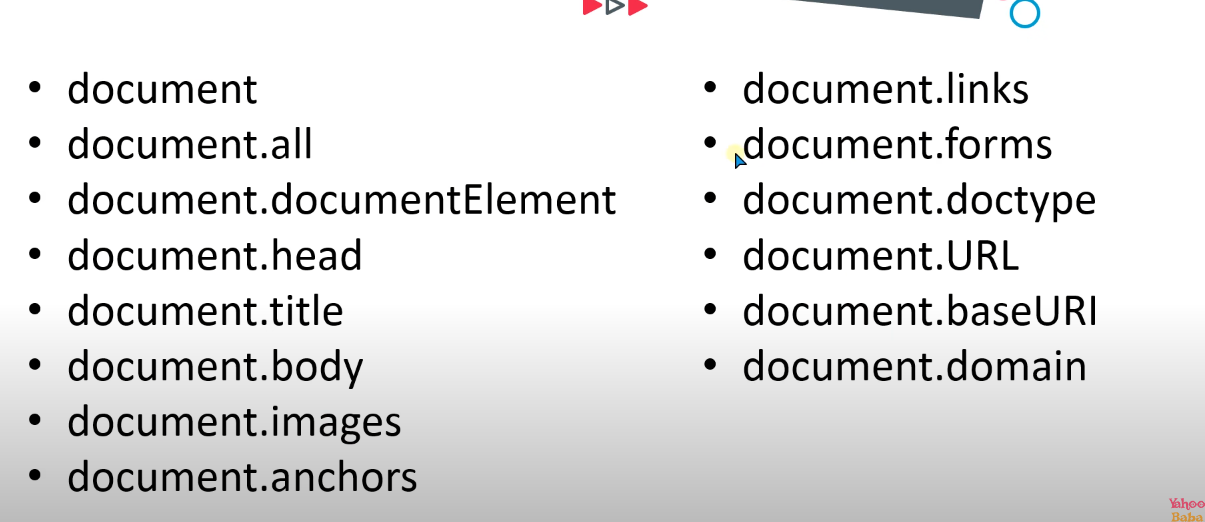 • document
• document.all
• document.documentElement
• document.head
• document.title
• document.body
• document.images
• document.anchors
• document.links
• document.forms
• document.doctype
• document.URL
• document.baseURI
• document.domain
Yahoo
Baba